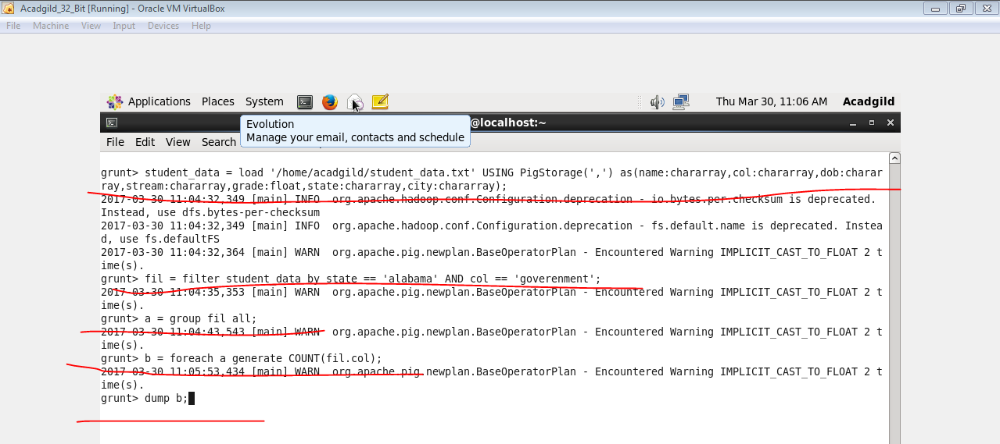 Acadgild_32_Bit [Running] - Oracle VM VirtualBox
File Machine View Input Devices Help
Applications Places System Thu Mar 30, 11:06 AM Acadgild
Evolution
Manage your email, contacts and schedule
@localhost:~
File Edit View Search
grunt> student_data = load '/home/acadgild/student_data.txt' USING PigStorage(',') as(name:chararray,col:chararray,dob:charar
ray,stream:chararray,grade:float,state:chararray,city:chararray);
2017-03-30 11:04:32,349 [main] INFO  org.apache.hadoop.conf.Configuration.deprecation - io.bytes.per.checksum is deprecated.
Instead, use dfs.bytes-per-checksum
2017-03-30 11:04:32,349 [main] INFO  org.apache.hadoop.conf.Configuration.deprecation - fs.default.name is deprecated. Instea
d, use fs.defaultFS
2017-03-30 11:04:32,364 [main] WARN  org.apache.pig.newplan.BaseOperatorPlan - Encountered Warning IMPLICIT_CAST_TO_FLOAT 2 t
ime(s).
grunt> fil = filter student_data by state == 'alabama' AND col == 'goverenment';
2017-03-30 11:04:35,353 [main] WARN  org.apache.pig.newplan.BaseOperatorPlan - Encountered Warning IMPLICIT_CAST_TO_FLOAT 2 t
ime(s).
grunt> a = group fil all;
2017-03-30 11:04:43,543 [main] WARN  org.apache.pig.newplan.BaseOperatorPlan - Encountered Warning IMPLICIT_CAST_TO_FLOAT 2 t
ime(s).
grunt> b = foreach a generate COUNT(fil.col);
2017-03-30 11:05:53,434 [main] WARN  org.apache.pig.newplan.BaseOperatorPlan - Encountered Warning IMPLICIT_CAST_TO_FLOAT 2 t
ime(s).
grunt> dump b;